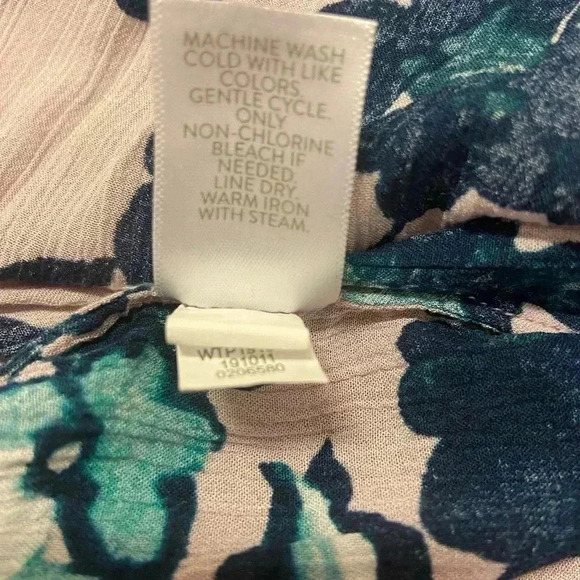 MACHINE WASH
COLD WITH LIKE
COLORS.
GENTLE CYCLE.
ONLY
NON-CHLORINE
BLEACH IF
NEEDED.
LINE DRY.
WARM IRON
WITH STEAM.
191011
0206580